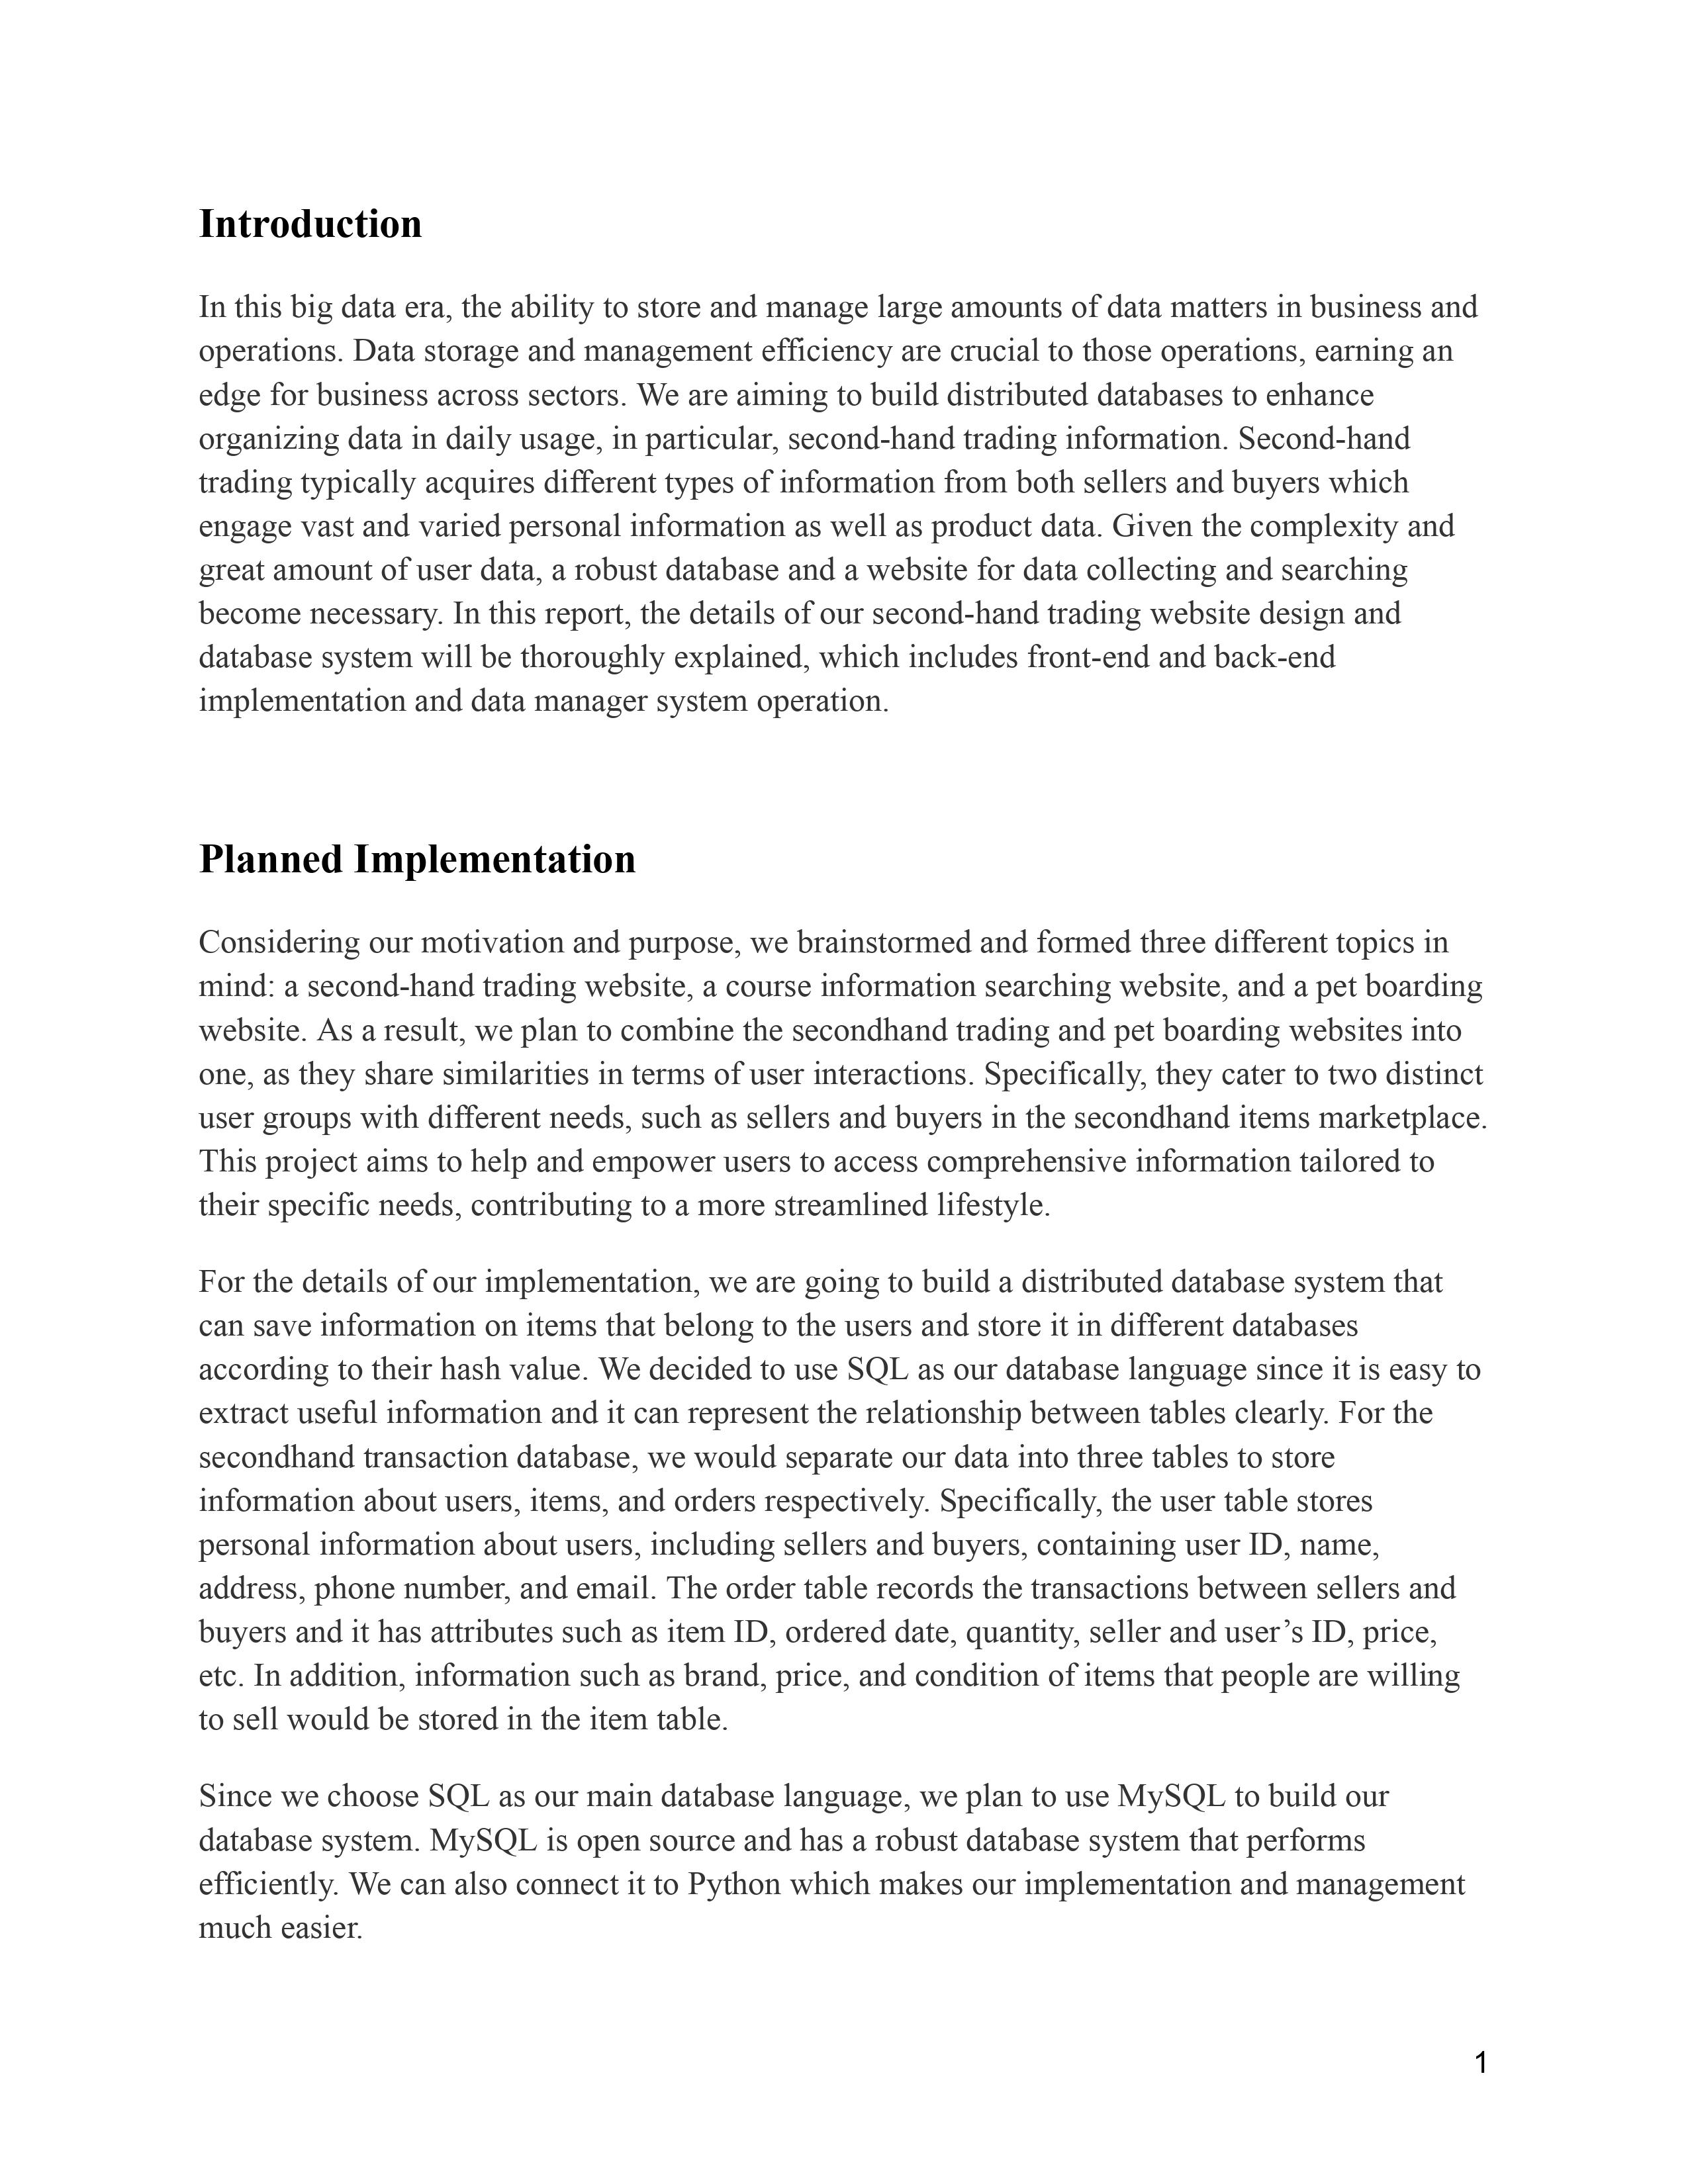 Introduction
In this big data era, the ability to store and manage large amounts of data matters in business and
operations. Data storage and management efficiency are crucial to those operations, earning an
edge for business across sectors. We are aiming to build distributed databases to enhance
organizing data in daily usage, in particular, second-hand trading information. Second-hand
trading typically acquires different types of information from both sellers and buyers which
engage vast and varied personal information as well as product data. Given the complexity and
great amount of user data, a robust database and a website for data collecting and searching
become necessary. In this report, the details of our second-hand trading website design and
database system will be thoroughly explained, which includes front-end and back-end
implementation and data manager system operation.
Planned Implementation
Considering our motivation and purpose, we brainstormed and formed three different topics in
mind: a second-hand trading website, a course information searching website, and a pet boarding
website. As a result, we plan to combine the secondhand trading and pet boarding websites into
one, as they share similarities in terms of user interactions. Specifically, they cater to two distinct
user groups with different needs, such as sellers and buyers in the secondhand items marketplace.
This project aims to help and empower users to access comprehensive information tailored to
their specific needs, contributing to a more streamlined lifestyle.
For the details of our implementation, we are going to build a distributed database system that
can save information on items that belong to the users and store it in different databases
according to their hash value. We decided to use SQL as our database language since it is easy to
extract useful information and it can represent the relationship between tables clearly. For the
secondhand transaction database, we would separate our data into three tables to store
information about users, items, and orders respectively. Specifically, the user table stores
personal information about users, including sellers and buyers, containing user ID, name,
address, phone number, and email. The order table records the transactions between sellers and
buyers and it has attributes such as item ID, ordered date, quantity, seller and user’s ID, price,
etc. In addition, information such as brand, price, and condition of items that people are willing
to sell would be stored in the item table.
Since we choose SQL as our main database language, we plan to use MySQL to build our
database system. MySQL is open source and has a robust database system that performs
efficiently. We can also connect it to Python which makes our implementation and management
much easier.
1